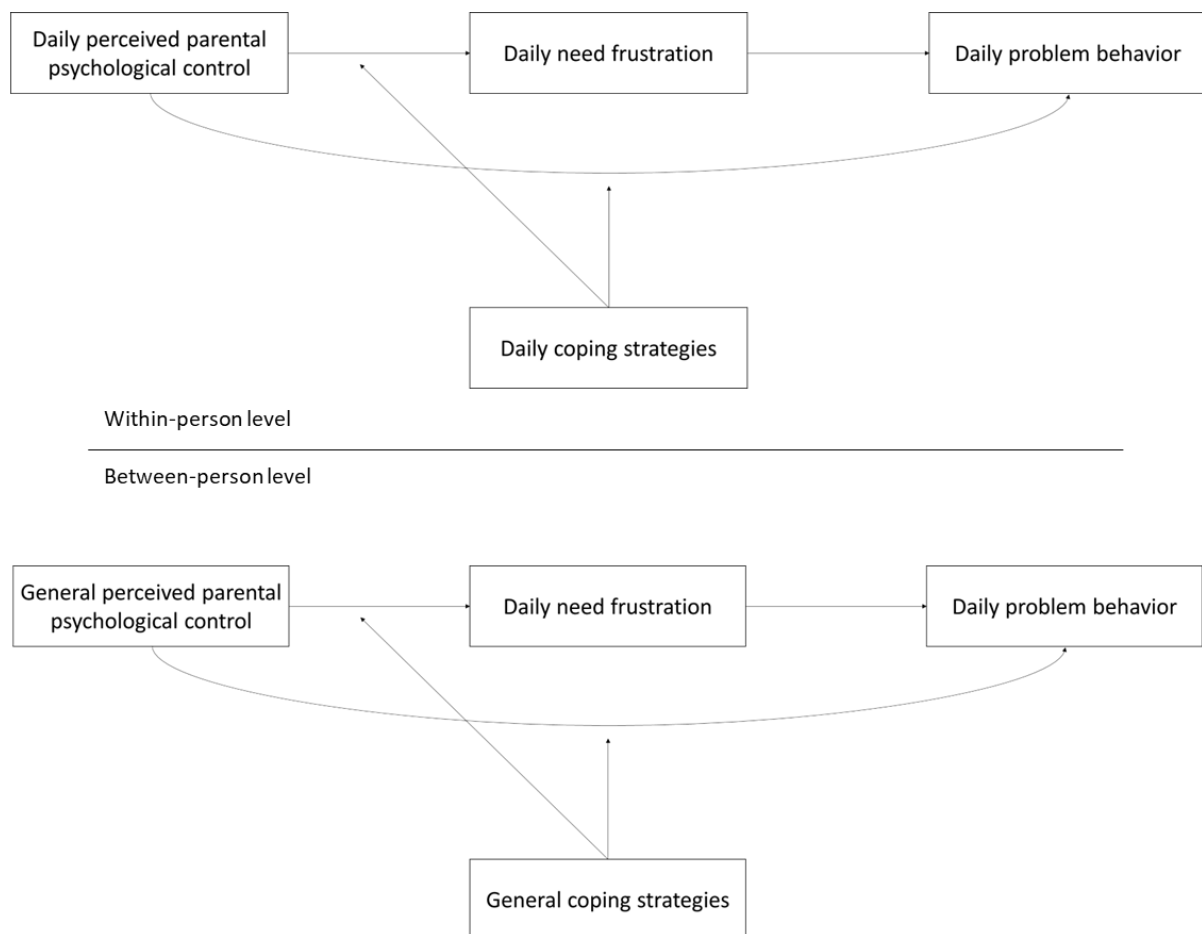 Daily perceived parental
psychological control
Daily need frustration
Daily problem behavior
Daily coping strategies
Within-person level
Between-person level
General perceived parental
psychological control
Daily need frustration
Daily problem behavior
General coping strategies